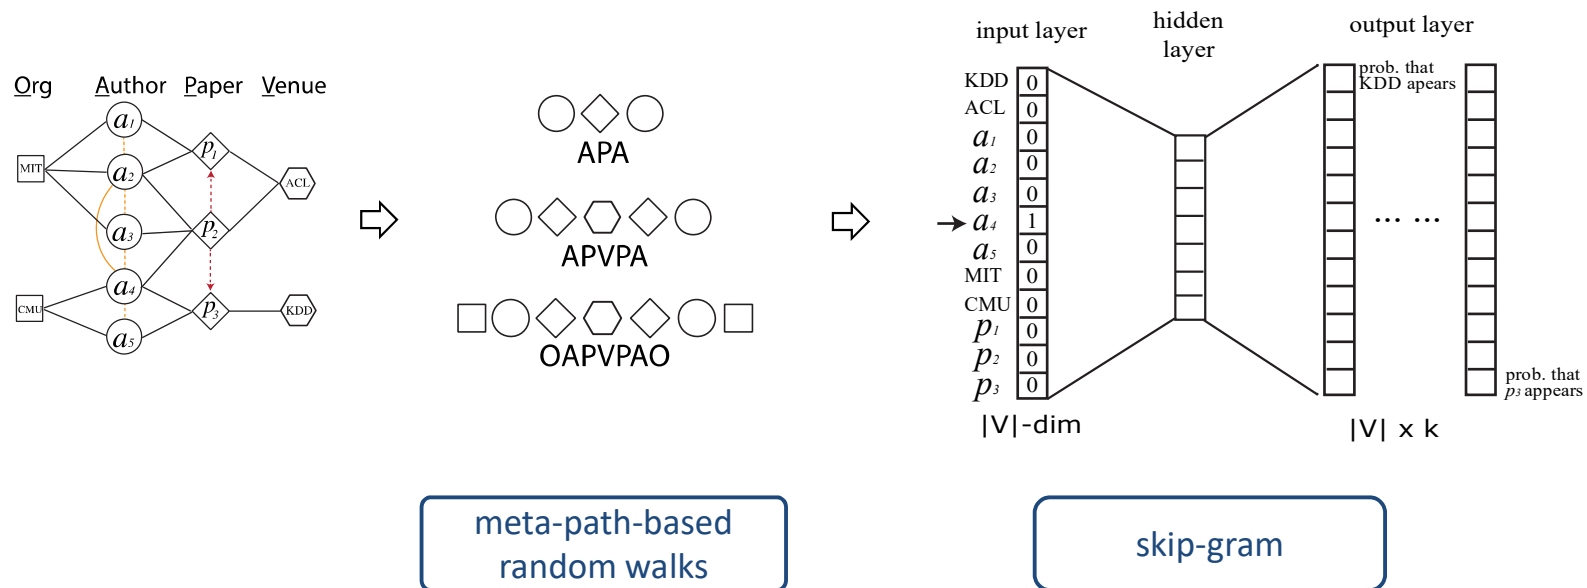 Org Author Paper Venue
MIT
CMU
a1
a2
a3
a4
a5
p1
p2
p3
ACL
KDD
APA
APVPA
OAPVPAO
meta-path-based
random walks
input layer
hidden
layer
output layer
KDD 0
ACL 0
a1 0
a2 0
a3 0
a4 1
a5 0
MIT 0
CMU 0
p1 0
p2 0
p3 0
|V|-dim
prob. that
KDD apears
... ...
prob. that
p3 appears
|V| x k
skip-gram